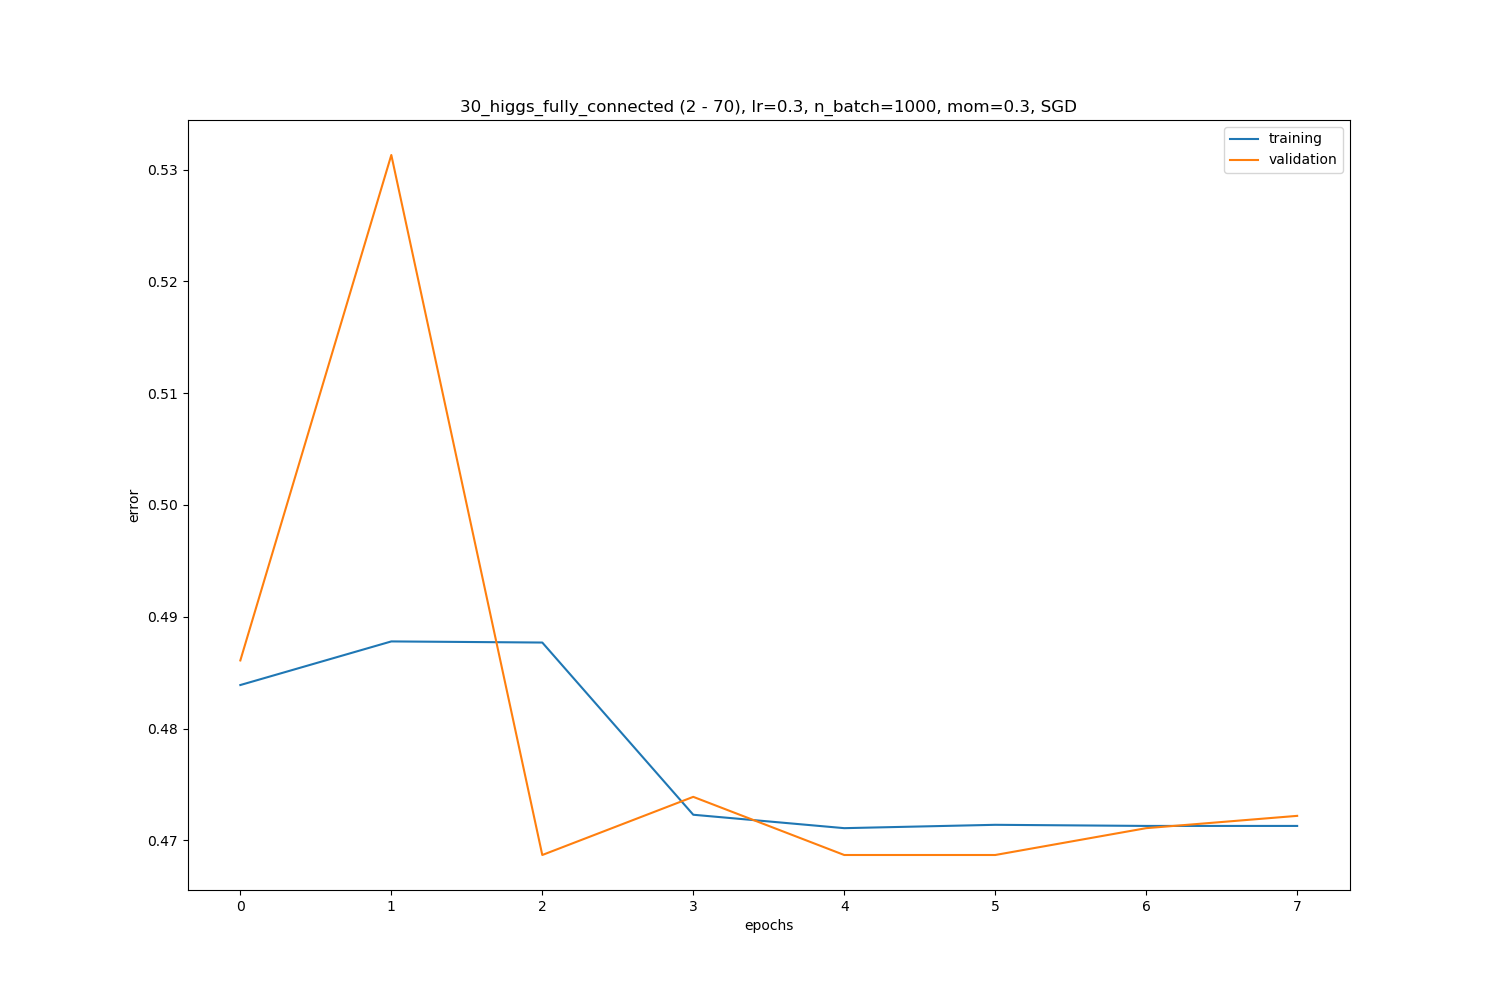 30_higgs_fully_connected (2 - 70), lr=0.3, n_batch=1000, mom=0.3, SGD
training
validation
0.53
0.52
0.51
0.50
0.49
0.48
0.47
error
0 1 2 3 4 5 6 7
epochs